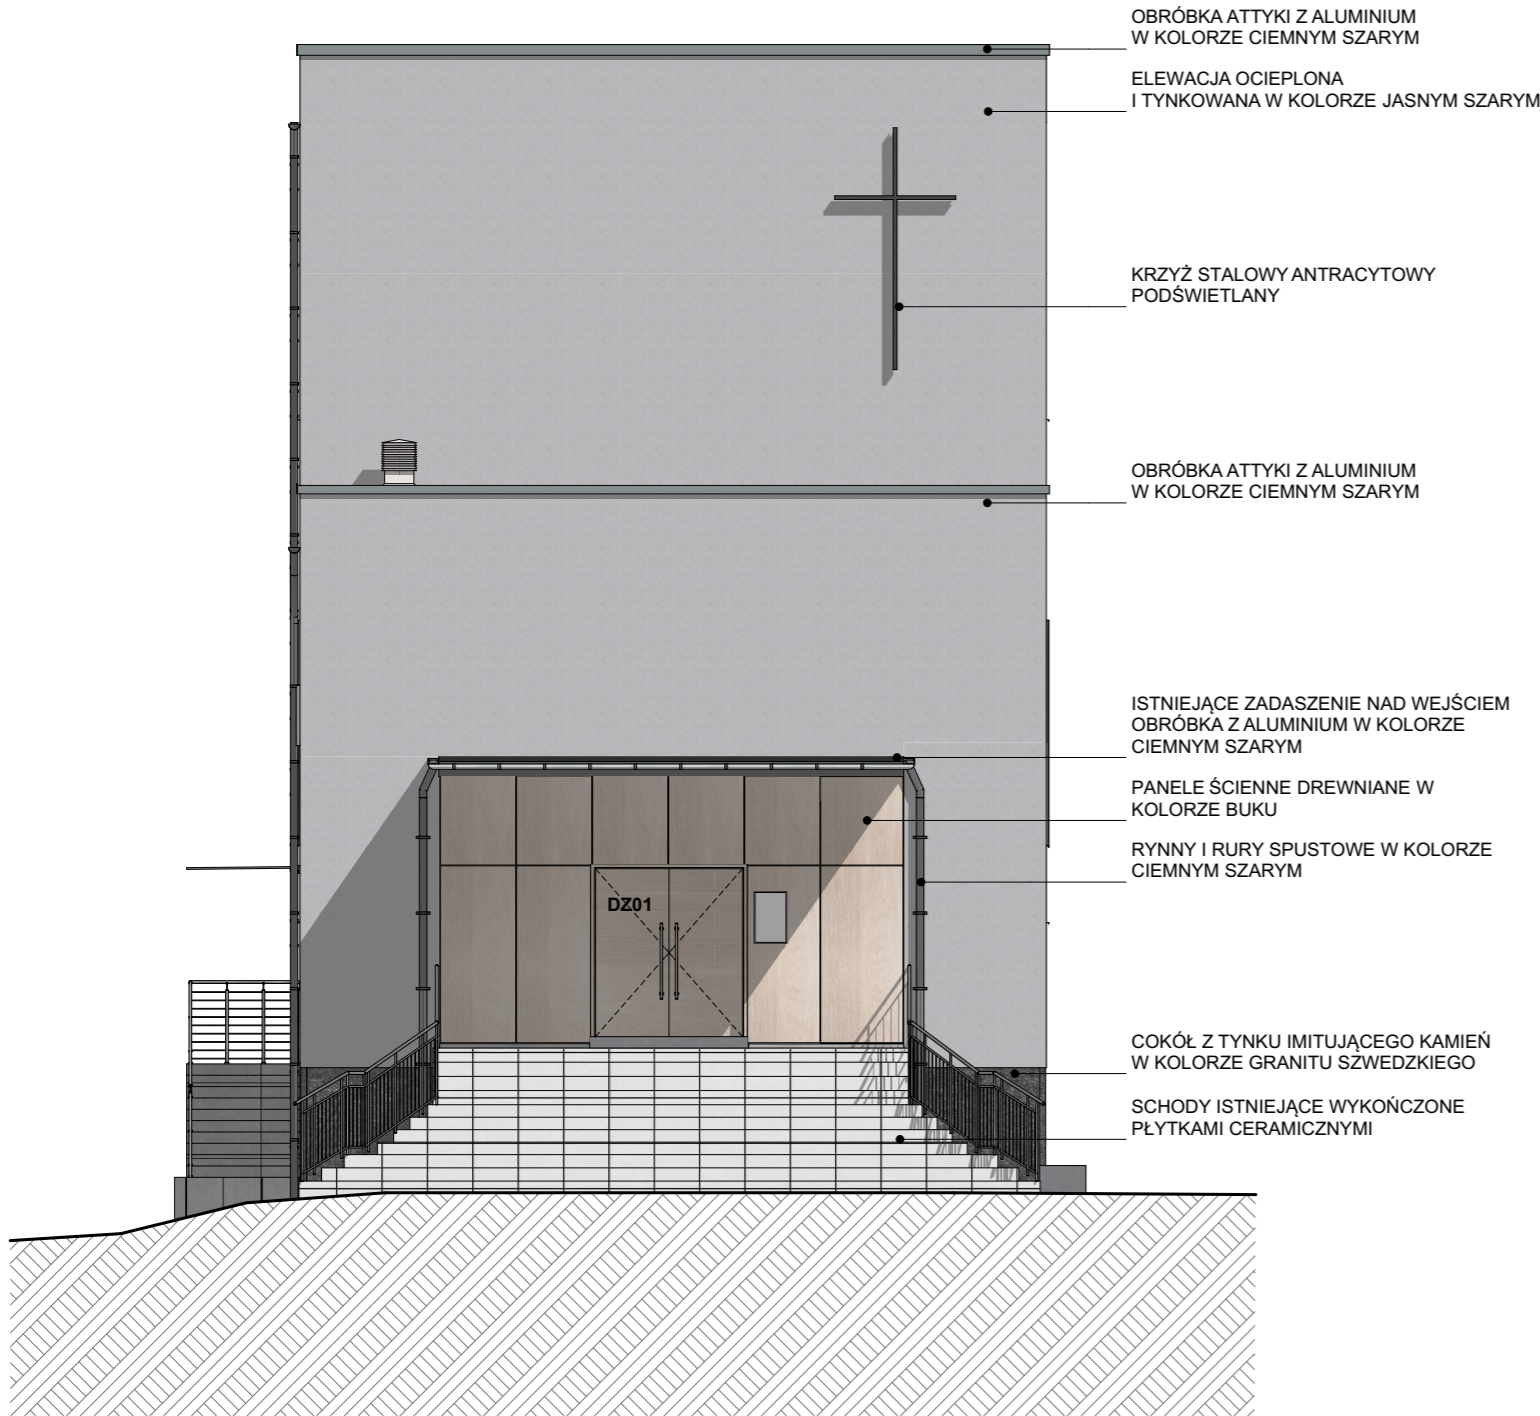 OBRÓBKA ATTYKI Z ALUMINIUM
W KOLORZE CIEMNYM SZARYM
ELEWACJA OCIEPLONA
I TYNKOWANA W KOLORZE JASNYM SZARYM
KRZYŻ STALOWY ANTRACYTOWY
PODŚWIETLANY
OBRÓBKA ATTYKI Z ALUMINIUM
W KOLORZE CIEMNYM SZARYM
ISTNIEJĄCE ZADASZENIE NAD WEJŚCIEM
OBRÓBKA Z ALUMINIUM W KOLORZE
CIEMNYM SZARYM
PANELE ŚCIENNE DREWNIANE W
KOLORZE BUKU
RYNNY I RURY SPUSTOWE W KOLORZE
CIEMNYM SZARYM
DZ01
COKÓŁ Z TYNKU IMITUJĄCEGO KAMIEŃ
W KOLORZE GRANITU SZWEDZKIEGO
SCHODY ISTNIEJĄCE WYKOŃCZONE
PŁYTKAMI CERAMICZNYMI